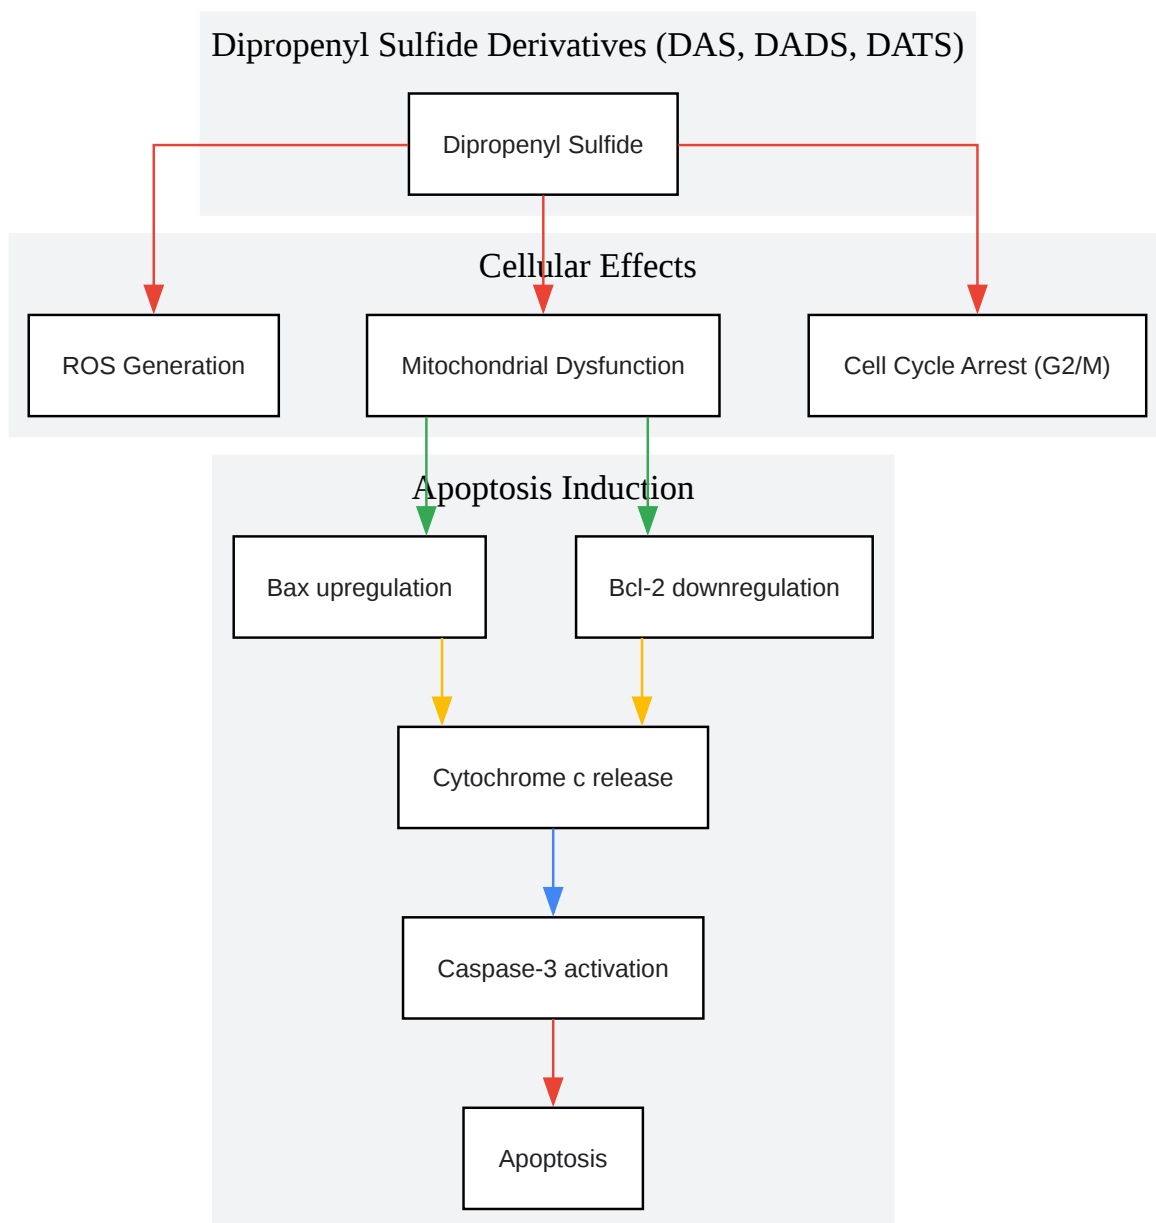 Dipropenyl Sulfide Derivatives (DAS, DADS, DATS)
Dipropenyl Sulfide
Cellular Effects
ROS Generation
Mitochondrial Dysfunction
Cell Cycle Arrest (G2/M)
Apoptosis Induction
Bax upregulation
Bcl-2 downregulation
Cytochrome c release
Caspase-3 activation
Apoptosis